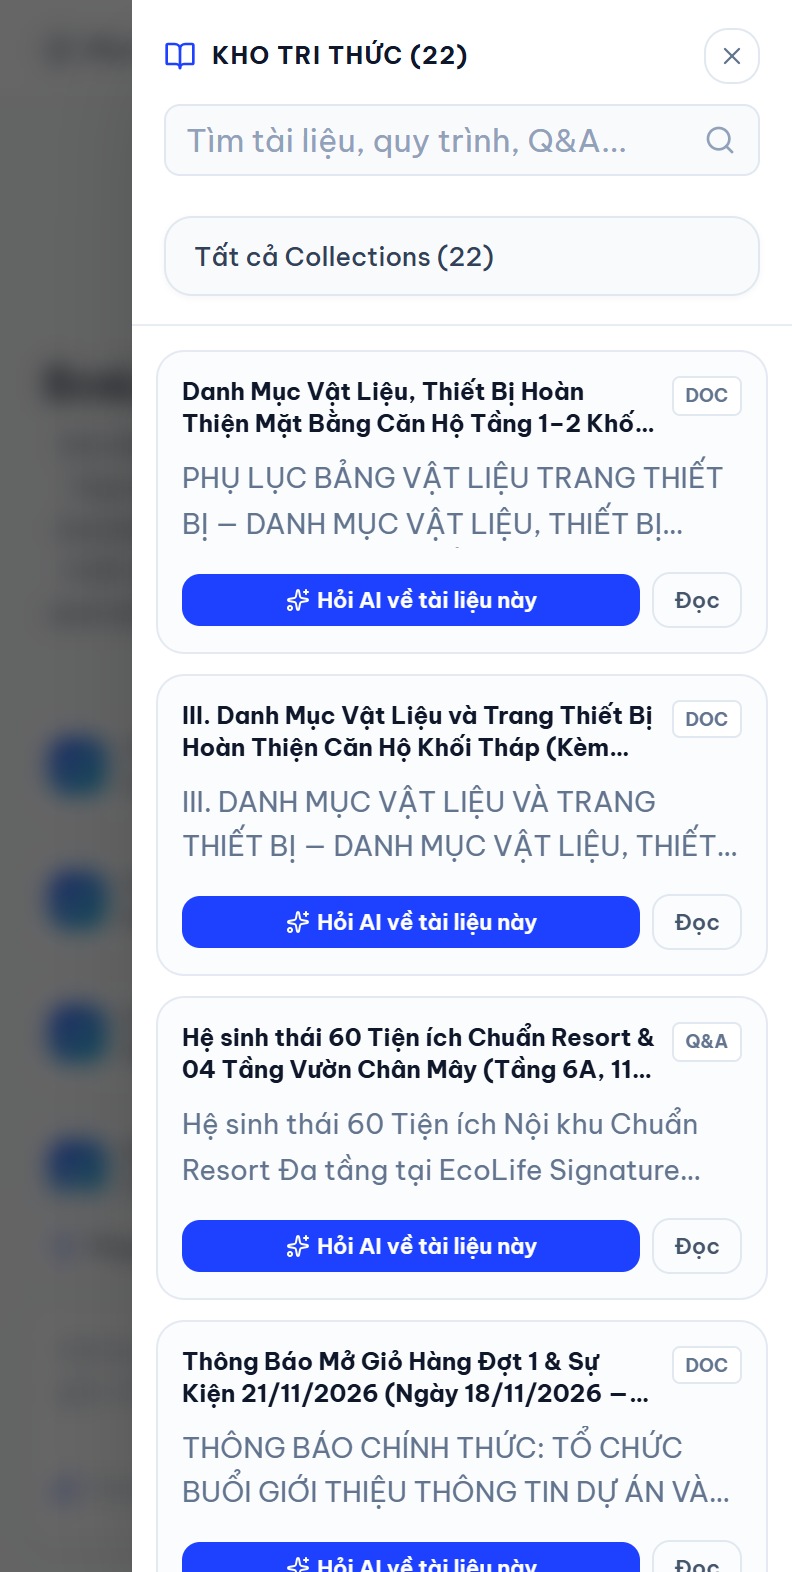 KHO TRI THỨC (22)
Tìm tài liệu, quy trình, Q&A...
Tất cả Collections (22)
Danh Mục Vật Liệu, Thiết Bị Hoàn
Thiện Mặt Bằng Căn Hộ Tầng 1–2 Khố...
DOC
PHỤ LỤC BẢNG VẬT LIỆU TRANG THIẾT
BỊ — DANH MỤC VẬT LIỆU, THIẾT BỊ...
Hỏi AI về tài liệu này
Đọc
III. Danh Mục Vật Liệu và Trang Thiết Bị
Hoàn Thiện Căn Hộ Khối Tháp (Kèm...
DOC
III. DANH MỤC VẬT LIỆU VÀ TRANG
THIẾT BỊ — DANH MỤC VẬT LIỆU, THIẾT...
Hỏi AI về tài liệu này
Đọc
Hệ sinh thái 60 Tiện ích Chuẩn Resort &
04 Tầng Vườn Chân Mây (Tầng 6A, 11...
Q&A
Hệ sinh thái 60 Tiện ích Nội khu Chuẩn
Resort Đa tầng tại EcoLife Signature...
Hỏi AI về tài liệu này
Đọc
Thông Báo Mở Giỏ Hàng Đợt 1 & Sự
Kiện 21/11/2026 (Ngày 18/11/2026 —...
DOC
THÔNG BÁO CHÍNH THỨC: TỔ CHỨC
BUỔI GIỚI THIỆU THÔNG TIN DỰ ÁN VÀ...
Hỏi AI về tài liệu này
Đọc